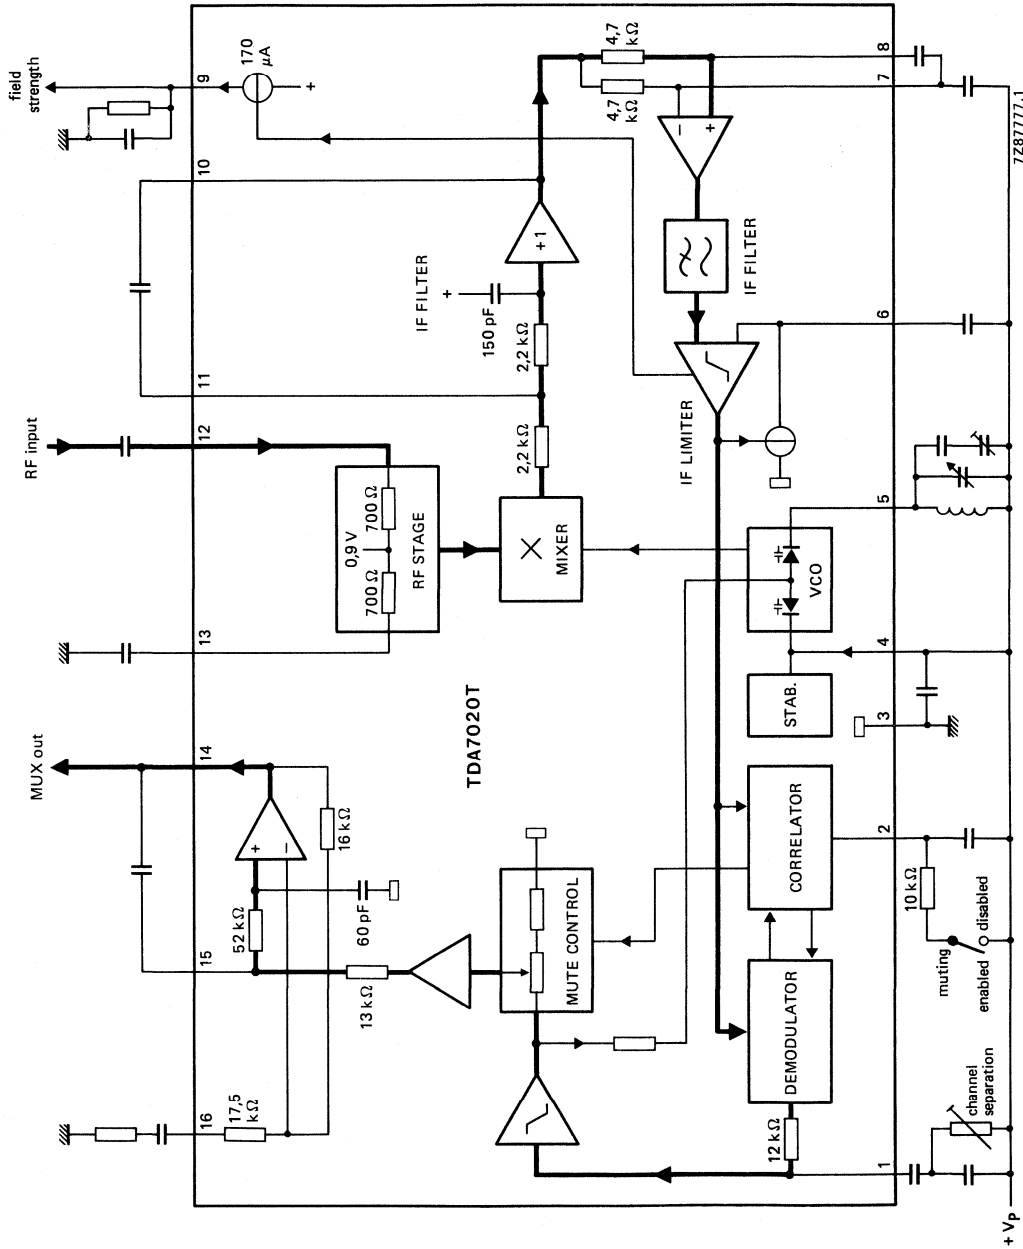 MUX out
RF input
field
strength
16
15
14
13
12
11
10
9
17,5
kΩ
52 kΩ
+
−
170
μA
+
16 kΩ
60 pF
13 kΩ
0,9 V
700 Ω
700 Ω
RF STAGE
IF FILTER
+
150 pF
TDA7020T
2,2 kΩ
2,2 kΩ
+1
MIXER
MUTE CONTROL
4,7
kΩ
4,7
kΩ
−
+
IF LIMITER
IF FILTER
12 kΩ
DEMODULATOR
CORRELATOR
STAB.
VCO
1
2
3
4
5
6
7
8
10 kΩ
muting
enabled
disabled
channel
separation
+ VP
7Z87777.1